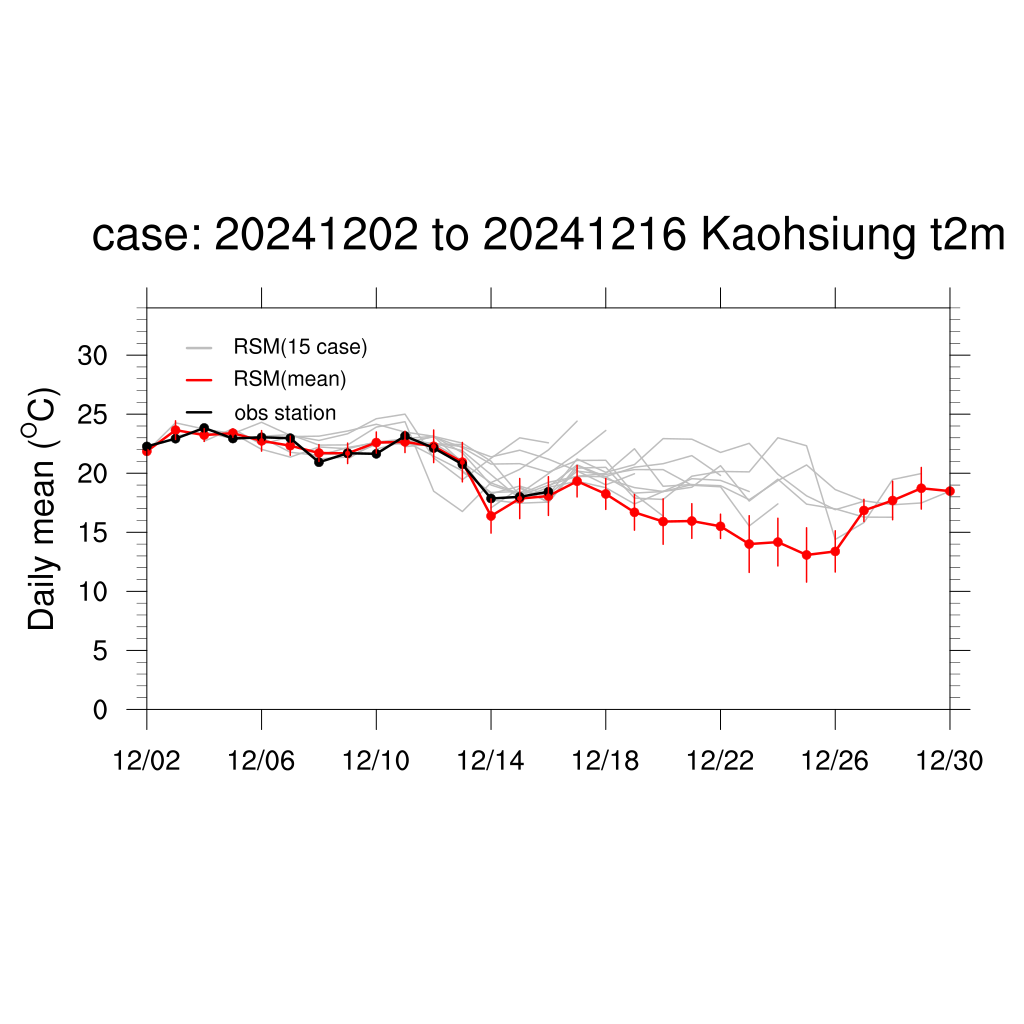 case: 20241202 to 20241216 Kaohsiung t2m
RSM(15 case)
RSM(mean)
obs station
Daily mean (°C)
30
25
20
15
10
5
0
12/02 12/06 12/10 12/14 12/18 12/22 12/26 12/30